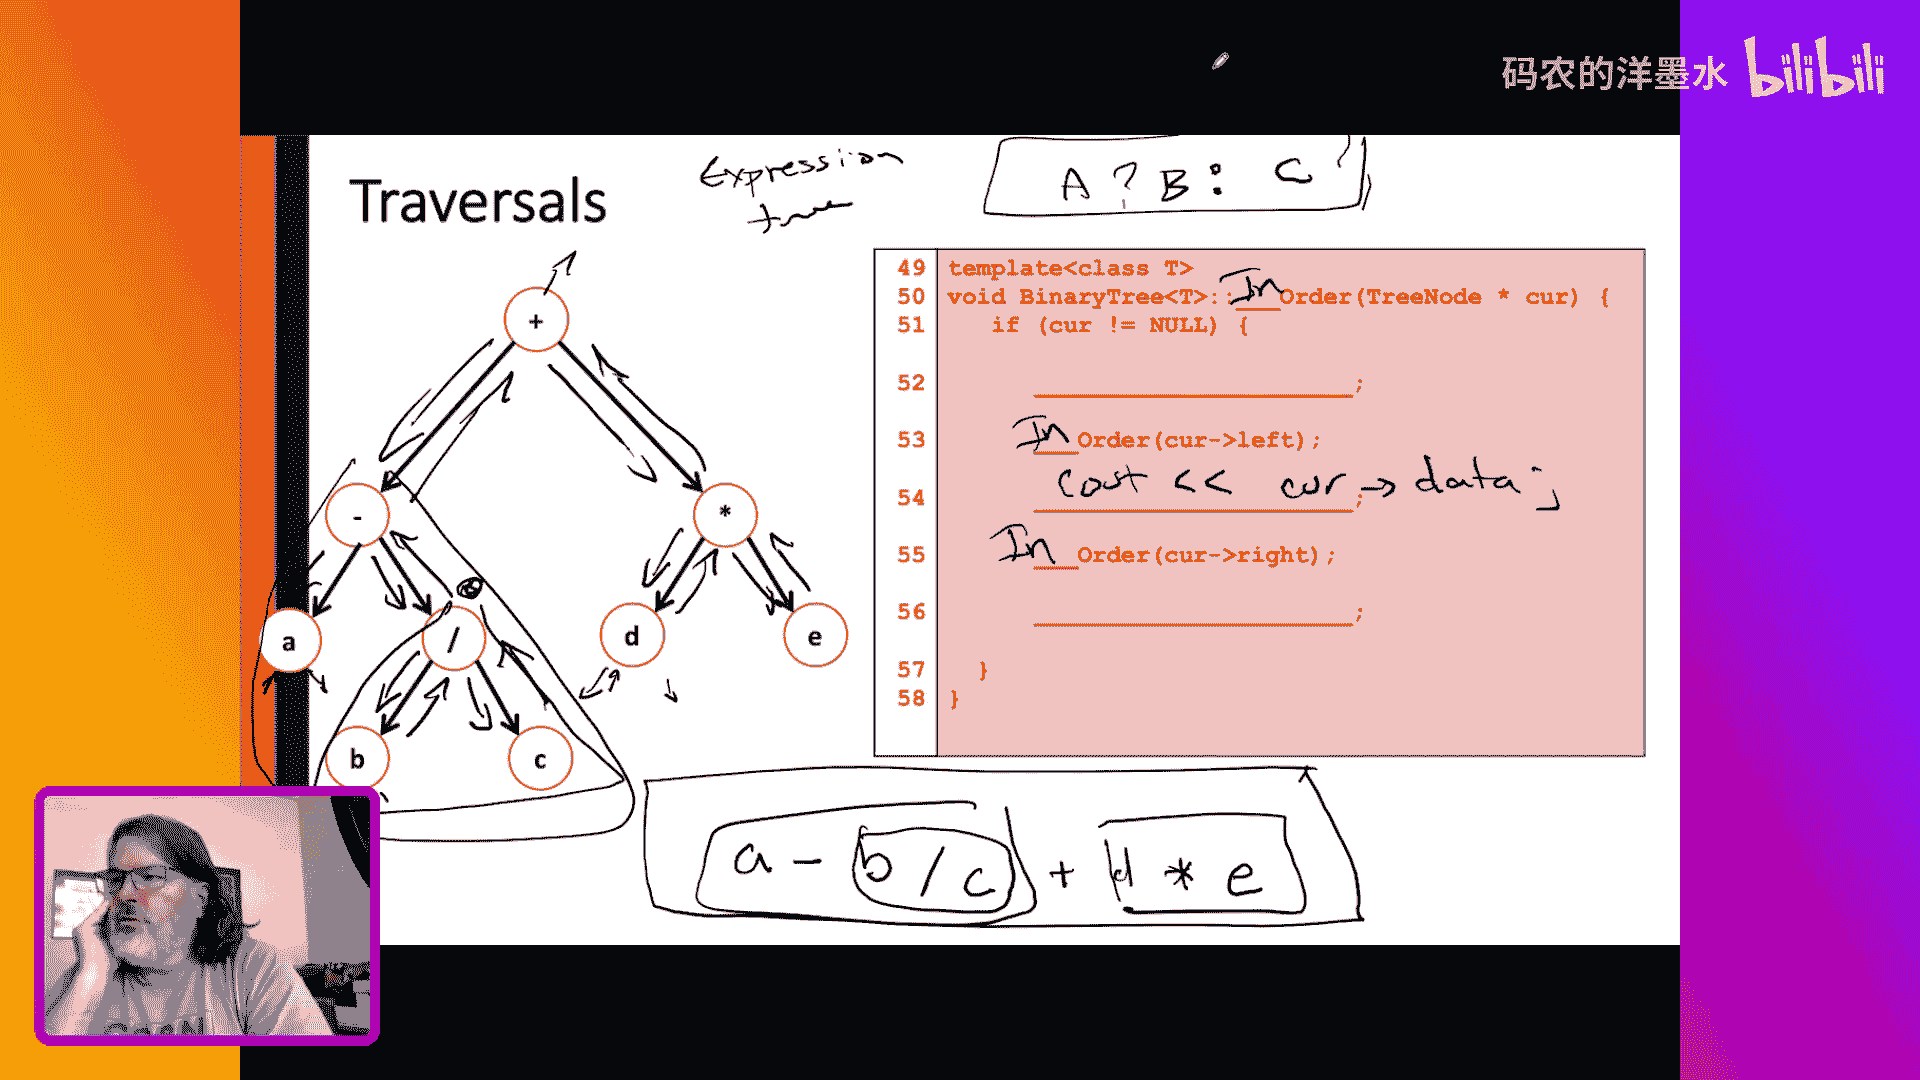 码农的洋墨水 bilibili
Traversals
Expression
tree
A ? B : C
49 template<class T>
50 void BinaryTree<T>::InOrder(TreeNode * cur) {
51 if (cur != NULL) {
52 ____________________;
53 InOrder(cur->left);
54 cout << cur → data ;
55 InOrder(cur->right);
56 ____________________;
57 }
58 }
+
- *
a / d e
b c
a - b / c + d * e